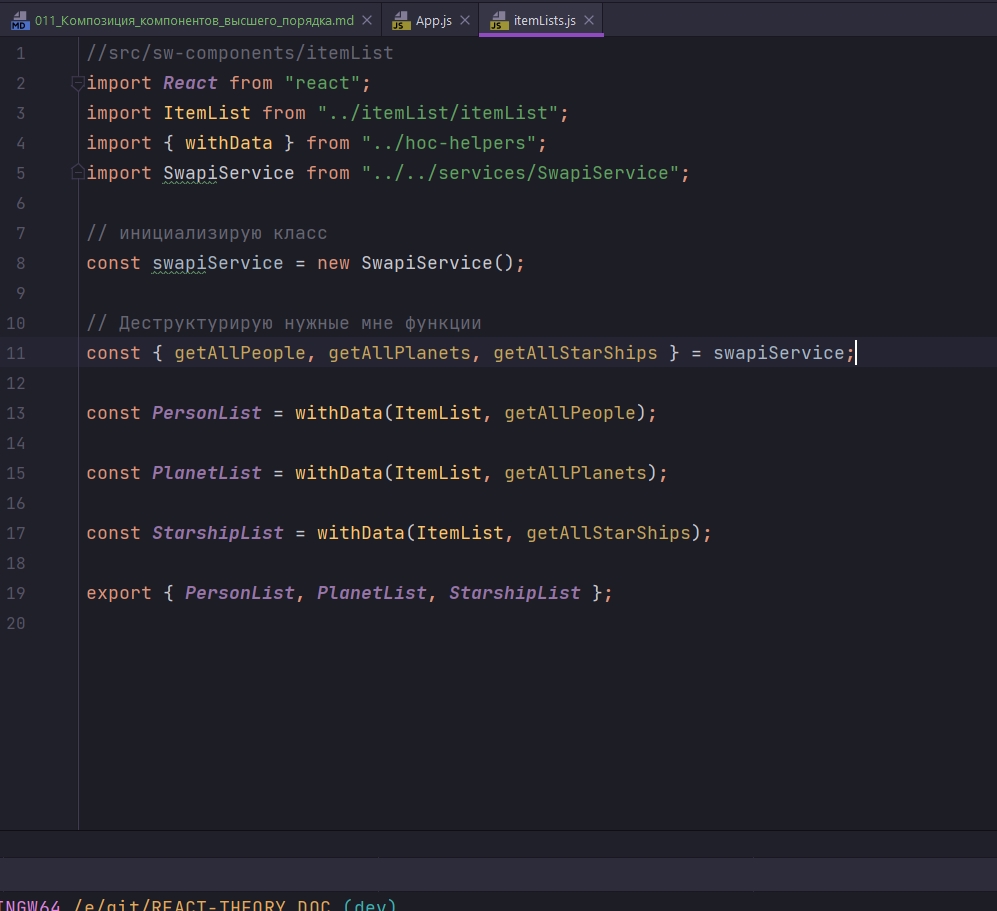 MD 011_Композиция_компонентов_высшего_порядка.md JS App.js JS itemLists.js
1 //src/sw-components/itemList
2 import React from "react";
3 import ItemList from "../itemList/itemList";
4 import { withData } from "../hoc-helpers";
5 import SwapiService from "../../services/SwapiService";
6
7 // инициализирую класс
8 const swapiService = new SwapiService();
9
10 // Деструктурирую нужные мне функции
11 const { getAllPeople, getAllPlanets, getAllStarShips } = swapiService;
12
13 const PersonList = withData(ItemList, getAllPeople);
14
15 const PlanetList = withData(ItemList, getAllPlanets);
16
17 const StarshipList = withData(ItemList, getAllStarShips);
18
19 export { PersonList, PlanetList, StarshipList };
20
INGW64 /e/git/REACT-THEORY_DOC (dev)